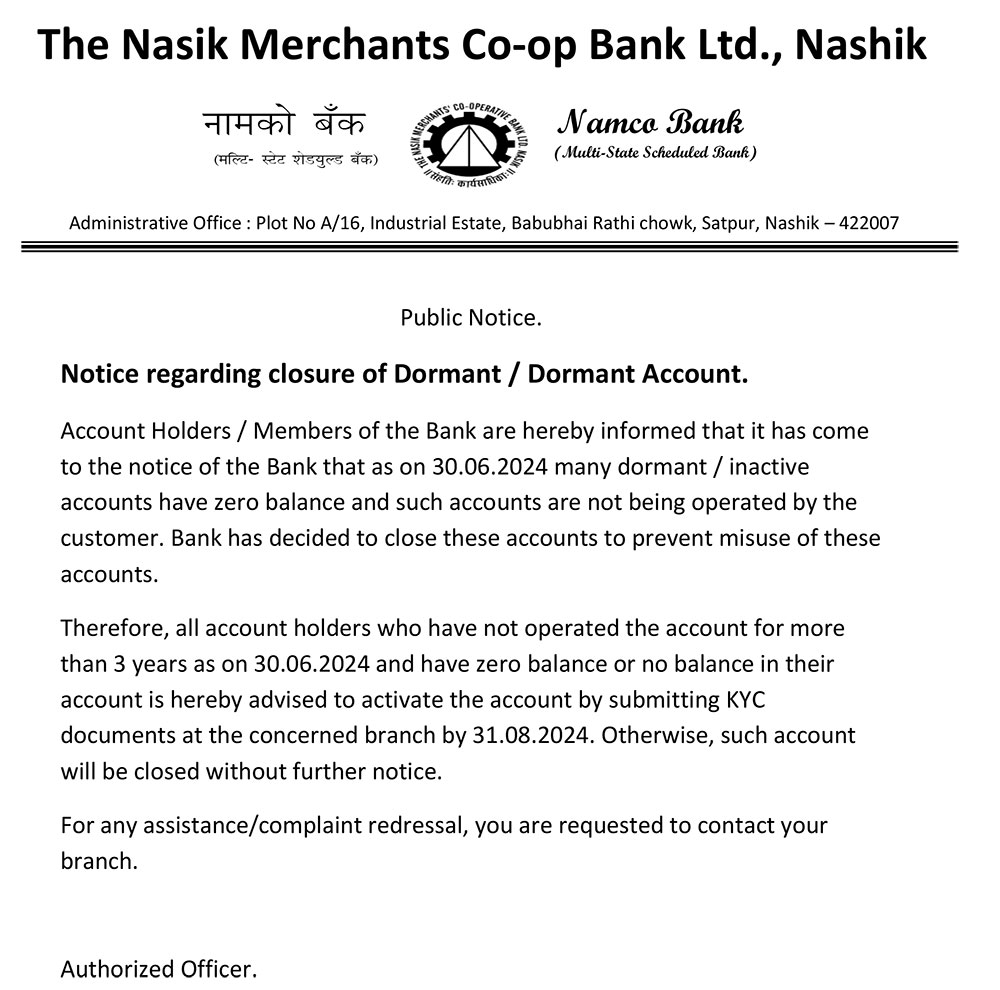 The Nasik Merchants Co-op Bank Ltd., Nashik
नामको बँक
(मल्टि- स्टेट शेडयुल्ड बँक)
THE NASIK MERCHANTS' CO-OPERATIVE BANK LTD. NASIK
॥संहतिः कार्यसाधिका॥
Namco Bank
(Multi-State Scheduled Bank)
Administrative Office : Plot No A/16, Industrial Estate, Babubhai Rathi chowk, Satpur, Nashik – 422007
Public Notice.
Notice regarding closure of Dormant / Dormant Account.
Account Holders / Members of the Bank are hereby informed that it has come
to the notice of the Bank that as on 30.06.2024 many dormant / inactive
accounts have zero balance and such accounts are not being operated by the
customer. Bank has decided to close these accounts to prevent misuse of these
accounts.
Therefore, all account holders who have not operated the account for more
than 3 years as on 30.06.2024 and have zero balance or no balance in their
account is hereby advised to activate the account by submitting KYC
documents at the concerned branch by 31.08.2024. Otherwise, such account
will be closed without further notice.
For any assistance/complaint redressal, you are requested to contact your
branch.
Authorized Officer.